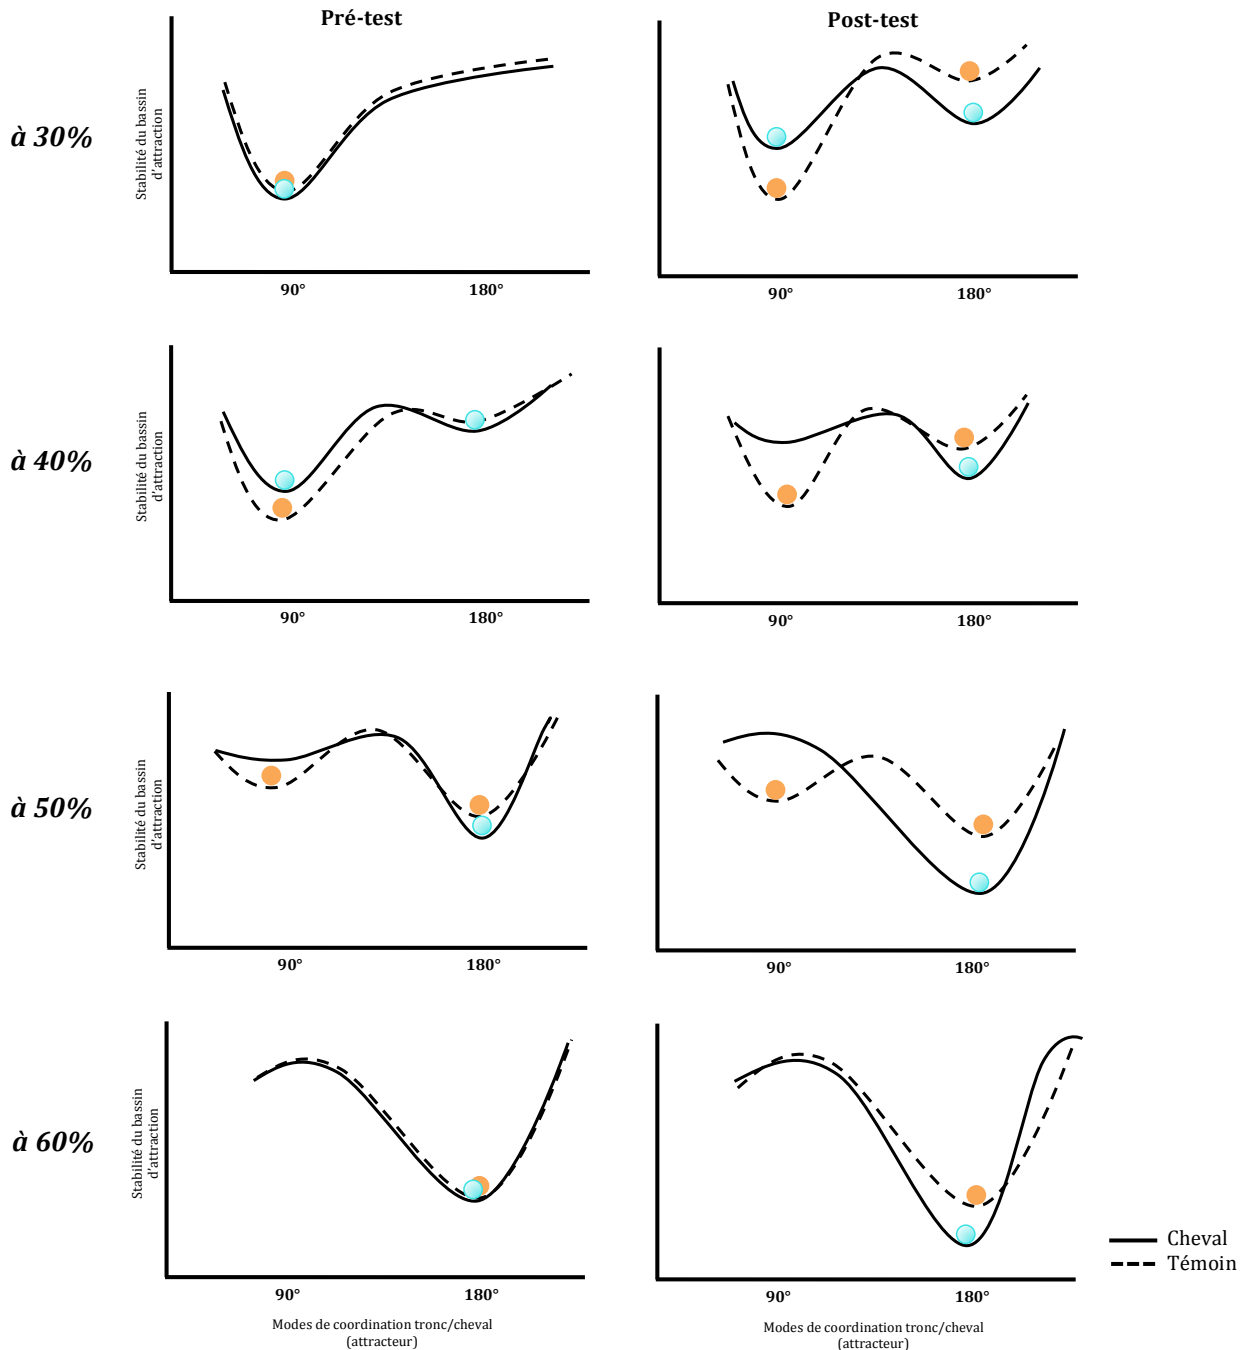 Pré-test
Post-test
à 30%
Stabilité du bassin
d'attraction
90°
180°
90°
180°
à 40%
Stabilité du bassin
d'attraction
90°
180°
90°
180°
à 50%
Stabilité du bassin
d'attraction
90°
180°
90°
180°
à 60%
Stabilité du bassin
d'attraction
90°
180°
90°
180°
Modes de coordination tronc/cheval
(attracteur)
Modes de coordination tronc/cheval
(attracteur)
Cheval
Témoin